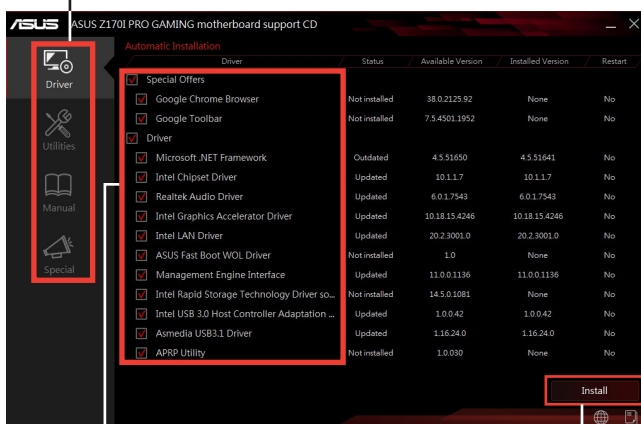 ASUS ASUS Z170I PRO GAMING motherboard support CD
Automatic Installation
Driver Status Available Version Installed Version Restart
Special Offers
Google Chrome Browser Not installed 38.0.2125.92 None No
Google Toolbar Not installed 7.5.4501.1952 None No
Driver
Microsoft .NET Framework Outdated 4.5.51650 4.5.51641 No
Intel Chipset Driver Updated 10.1.1.7 10.1.1.7 No
Realtek Audio Driver Updated 6.0.1.7543 6.0.1.7543 No
Intel Graphics Accelerator Driver Updated 10.18.15.4246 10.18.15.4246 No
Intel LAN Driver Updated 20.2.3001.0 20.2.3001.0 No
ASUS Fast Boot WOL Driver Not installed 1.0 None No
Management Engine Interface Updated 11.0.0.1136 11.0.0.1136 No
Intel Rapid Storage Technology Driver so... Not installed 14.5.0.1081 None No
Intel USB 3.0 Host Controller Adaptation ... Updated 1.0.0.42 1.0.0.42 No
Asmedia USB3.1 Driver Updated 1.16.24.0 1.16.24.0 No
APRP Utility Not installed 1.0.030 None No
Driver
Utilities
Manual
Special
Install